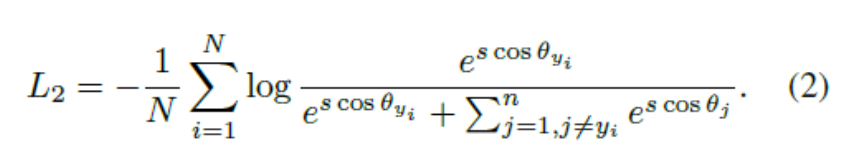 L_2 = -\frac{1}{N} \sum_{i=1}^{N} \log \frac{e^{s \cos \theta_{y_i}}}{e^{s \cos \theta_{y_i}} + \sum_{j=1, j \neq y_i}^{n} e^{s \cos \theta_j}}. (2)